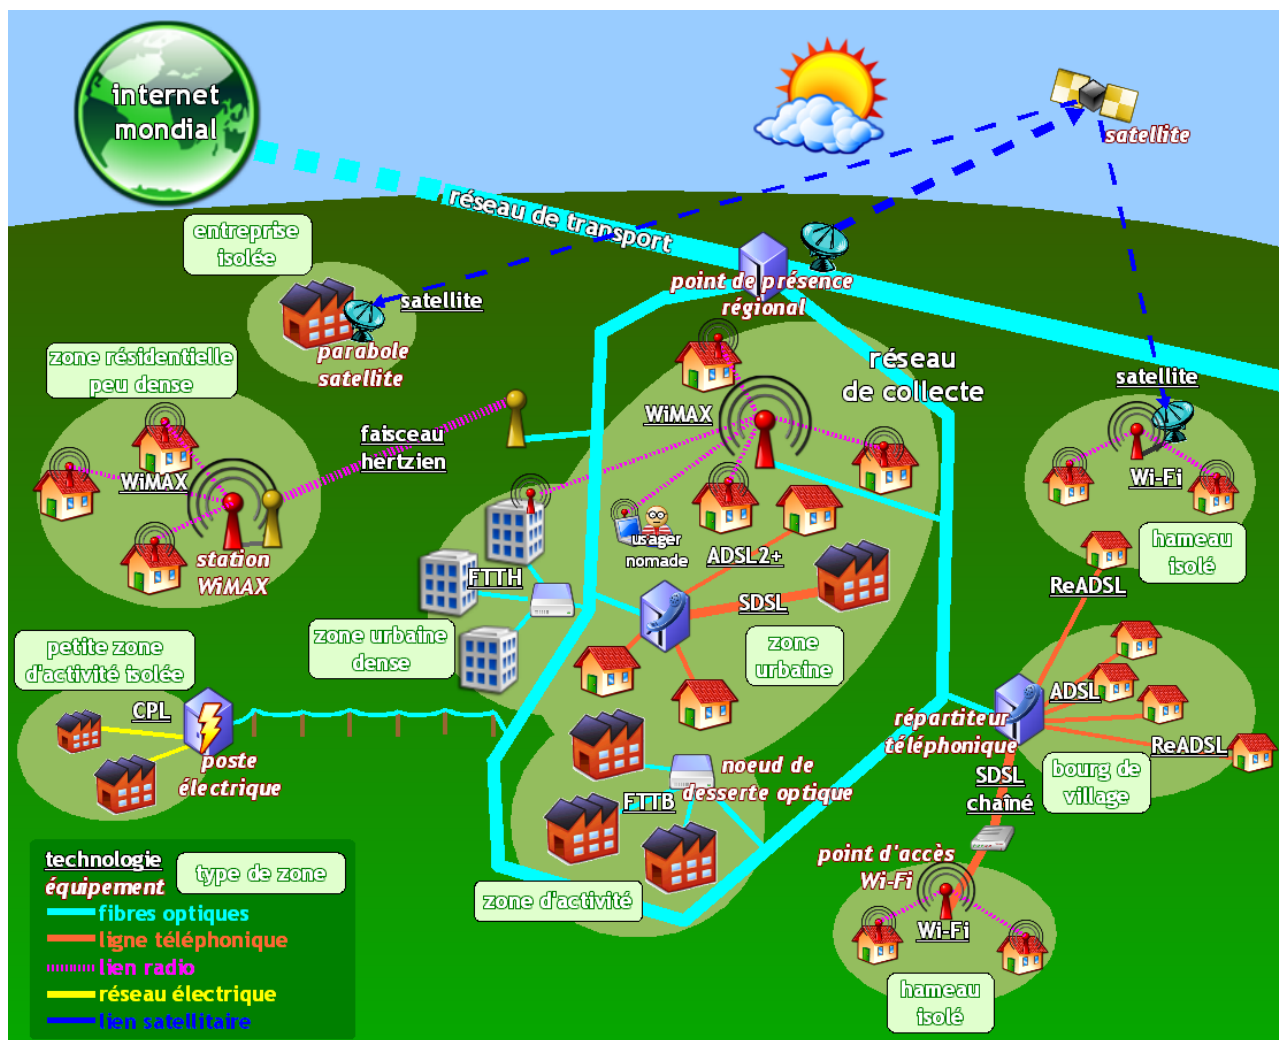 internet
mondial
satellite
réseau de transport
entreprise
isolée
point de présence
régional
satellite
parabole
satellite
zone résidentielle
peu dense
réseau
de collecte
satellite
WiMAX
faisceau
hertzien
WiMAX
Wi-Fi
station
WiMAX
usager
nomade
ADSL2+
hameau
isolé
FTTH
SDSL
ReADSL
zone urbaine
dense
zone
urbaine
petite zone
d'activité isolée
CPL
ADSL
répartiteur
téléphonique
ReADSL
poste
électrique
noeud de
desserte optique
SDSL
chaîné
bourg de
village
FTTB
technologie
équipement
type de zone
point d'accès
Wi-Fi
zone d'activité
fibres optiques
ligne téléphonique
lien radio
réseau électrique
lien satellitaire
Wi-Fi
hameau
isolé